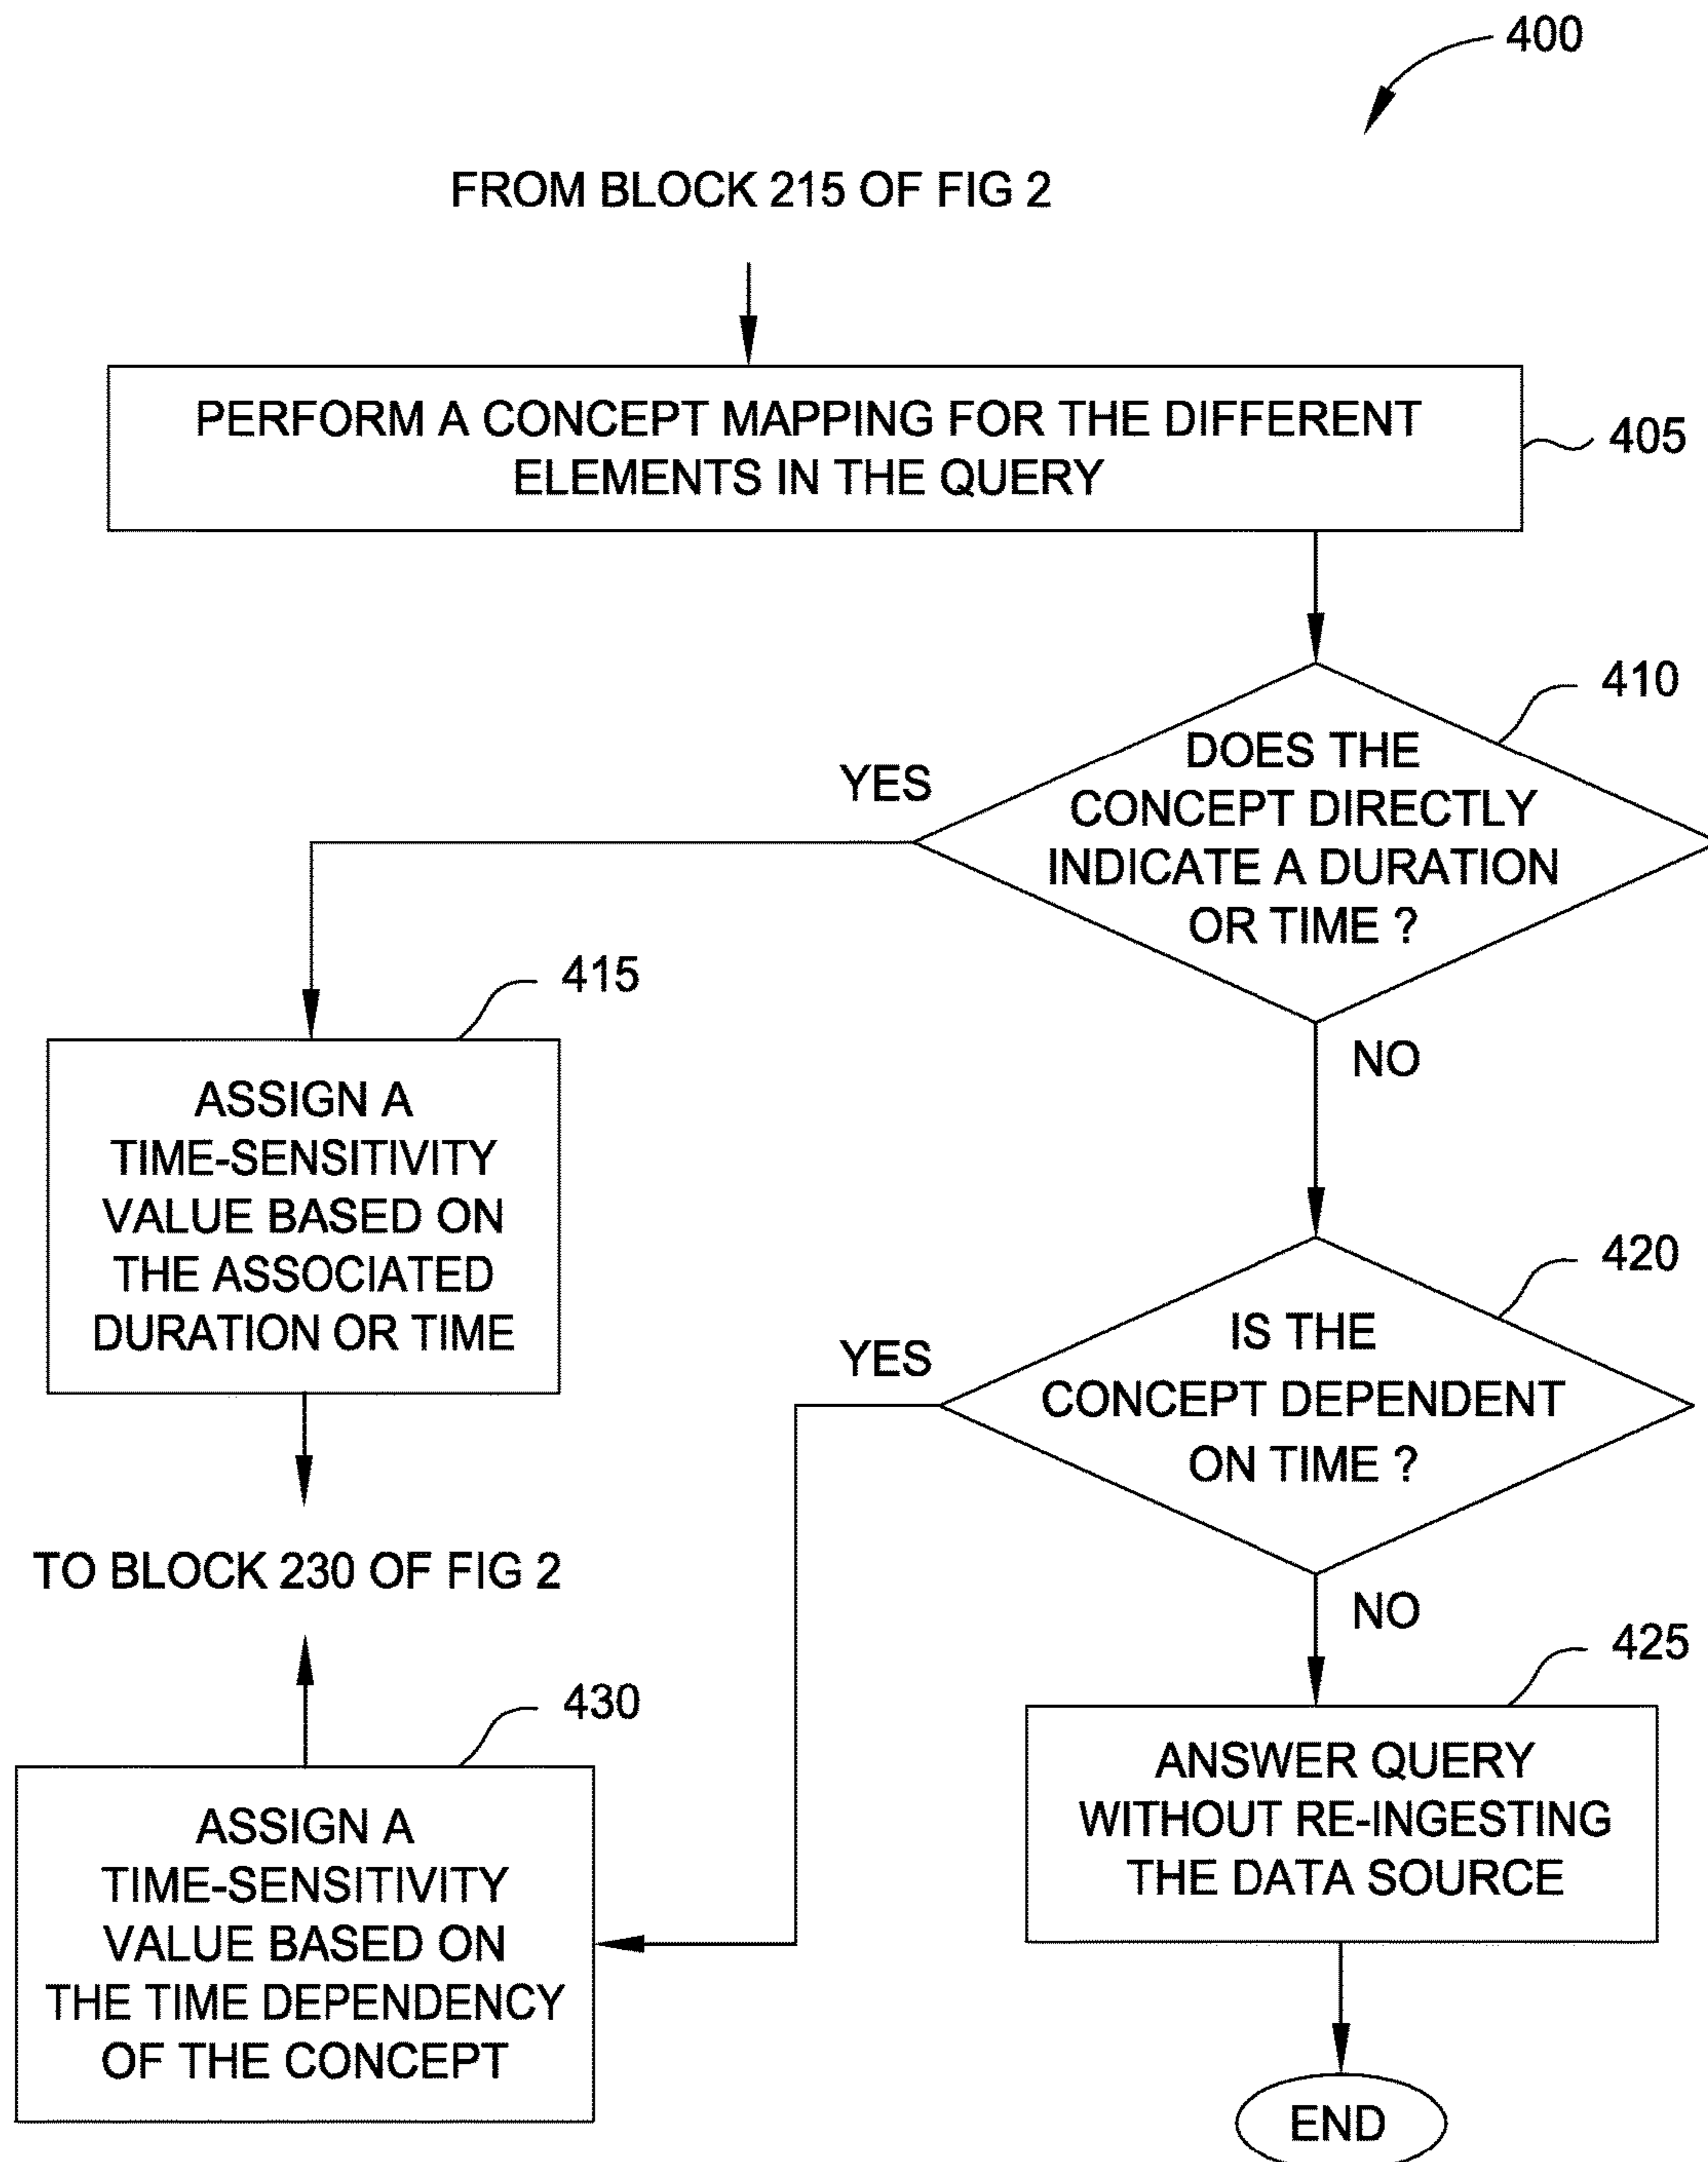 400
FROM BLOCK 215 OF FIG 2
PERFORM A CONCEPT MAPPING FOR THE DIFFERENT
ELEMENTS IN THE QUERY
405
410
DOES THE
CONCEPT DIRECTLY
INDICATE A DURATION
OR TIME ?
YES
NO
415
ASSIGN A
TIME-SENSITIVITY
VALUE BASED ON
THE ASSOCIATED
DURATION OR TIME
TO BLOCK 230 OF FIG 2
420
IS THE
CONCEPT DEPENDENT
ON TIME ?
YES
NO
425
ANSWER QUERY
WITHOUT RE-INGESTING
THE DATA SOURCE
430
ASSIGN A
TIME-SENSITIVITY
VALUE BASED ON
THE TIME DEPENDENCY
OF THE CONCEPT
END